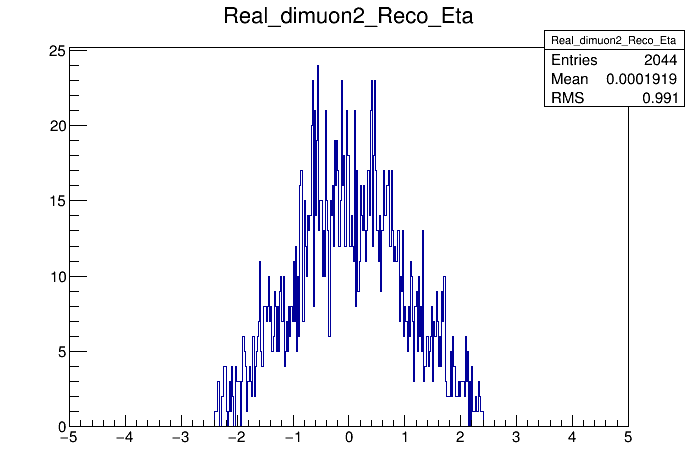 Real_dimuon2_Reco_Eta
Real_dimuon2_Reco_Eta
Entries 2044
Mean 0.0001919
RMS 0.991
25
20
15
10
5
0
−5 −4 −3 −2 −1 0 1 2 3 4 5